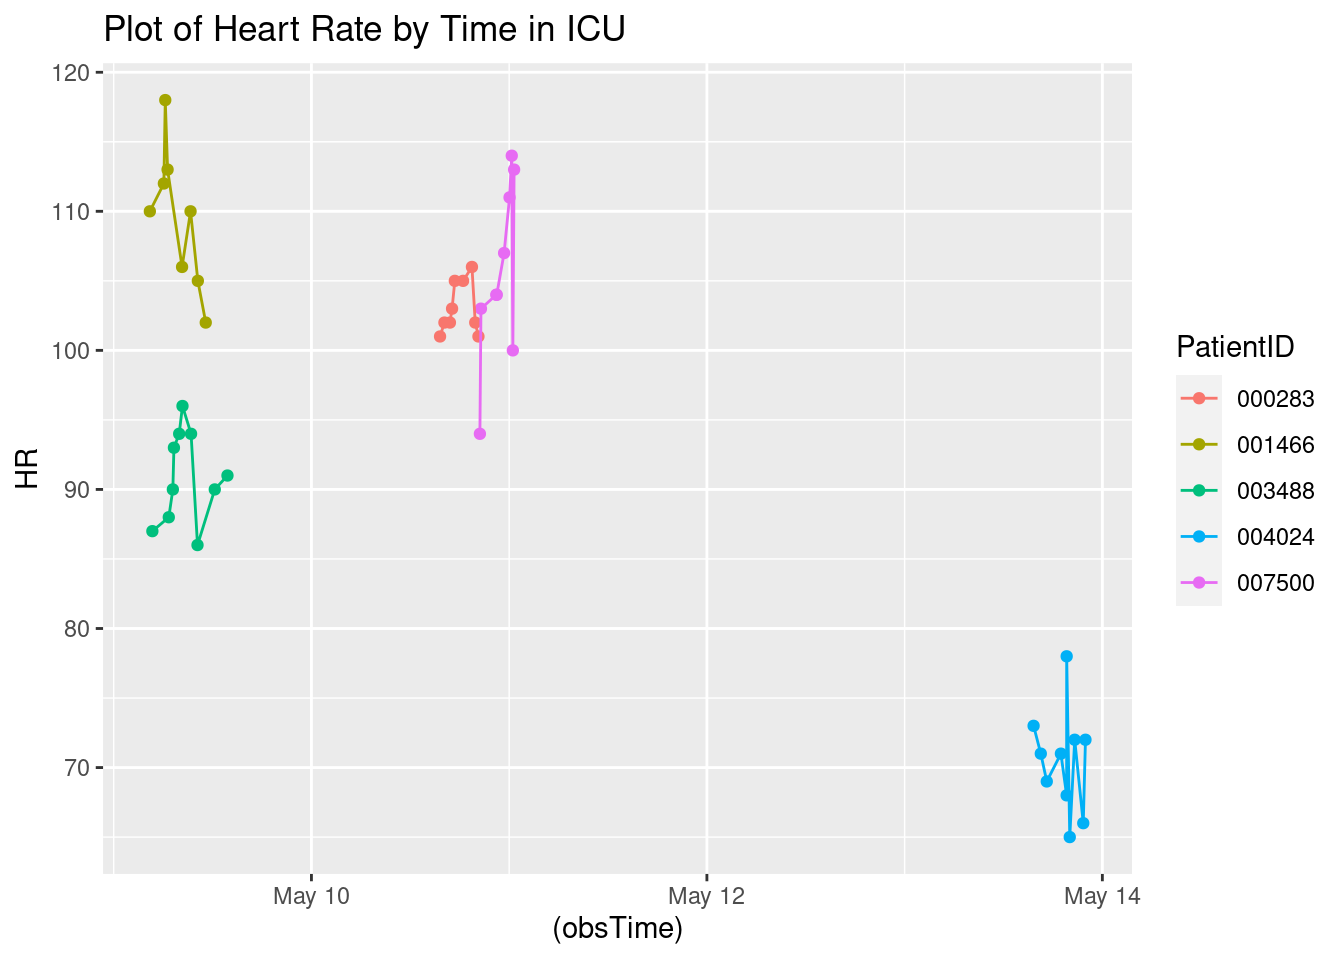 Plot of Heart Rate by Time in ICU
120
110
100
90
80
70
HR
May 10
May 12
May 14
(obsTime)
PatientID
000283
001466
003488
004024
007500